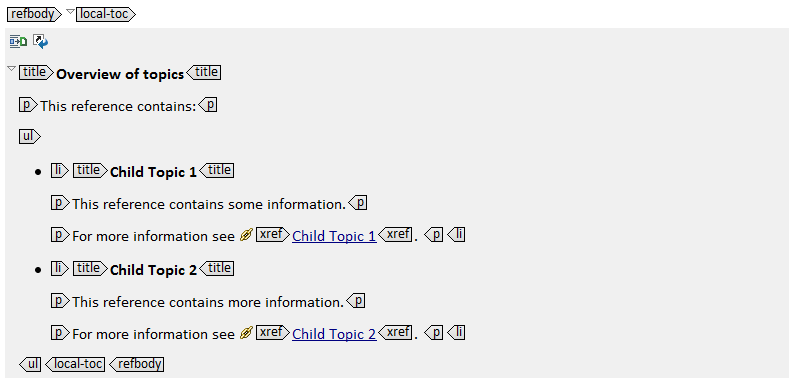 refbody local-toc
title Overview of topics title
p This reference contains: p
ul
• li title Child Topic 1 title
p This reference contains some information. p
p For more information see xref Child Topic 1 xref . p li
• li title Child Topic 2 title
p This reference contains more information. p
p For more information see xref Child Topic 2 xref . p li
ul local-toc refbody